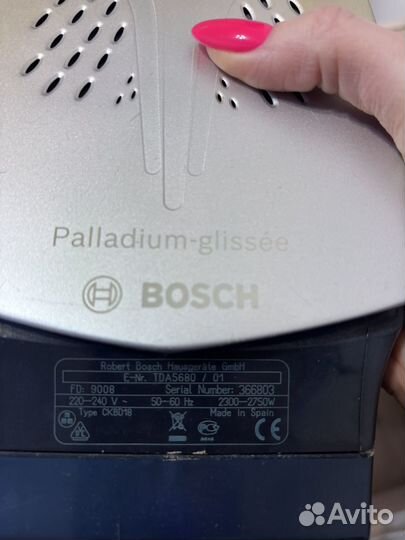 Palladium-glissée
BOSCH
Robert Bosch Hausgeräte GmbH
E-Nr. TDA5680 / 01
FD: 9008 Serial Number: 366803
220-240 V ~ 50-60 Hz 2300-2750W
Type CKBD18 Made in Spain
Avito